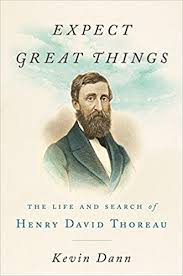 EXPECT
GREAT THINGS
THE LIFE AND SEARCH of
HENRY DAVID THOREAU
Kevin Dann